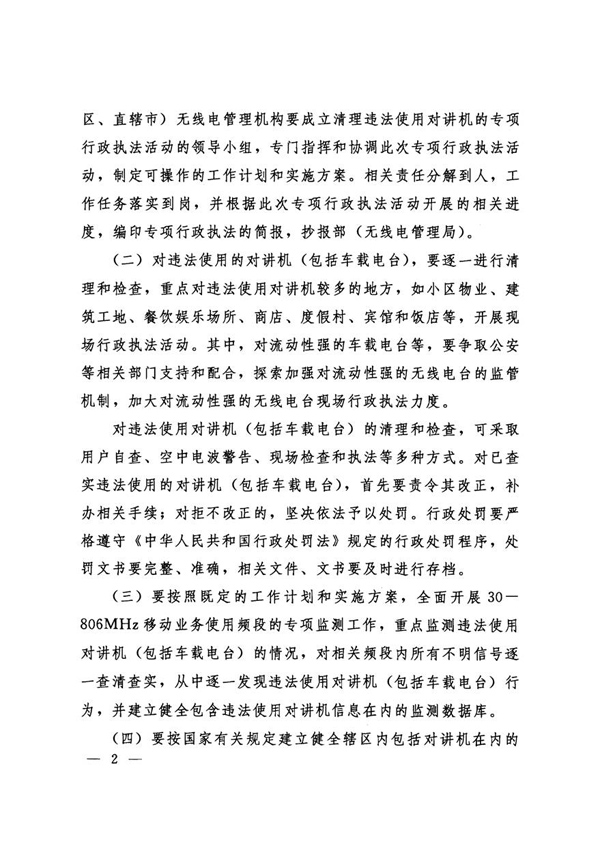 区、直辖市）无线电管理机构要成立清理违法使用对讲机的专项
行政执法活动的领导小组，专门指挥和协调此次专项行政执法活
动，制定可操作的工作计划和实施方案。相关责任分解到人，工
作任务落实到岗，并根据此次专项行政执法活动开展的相关进
度，编印专项行政执法的简报，抄报部（无线电管理局）。
（二）对违法使用的对讲机（包括车载电台），要逐一进行清
理和检查，重点对违法使用对讲机较多的地方，如小区物业、建
筑工地、餐饮娱乐场所、商店、度假村、宾馆和饭店等，开展现
场行政执法活动。其中，对流动性强的车载电台等，要争取公安
等相关部门支持和配合，探索加强对流动性强的无线电台的监管
机制，加大对流动性强的无线电台现场行政执法力度。
对违法使用对讲机（包括车载电台）的清理和检查，可采取
用户自查、空中电波警告、现场检查和执法等多种方式。对已查
实违法使用的对讲机（包括车载电台），首先要责令其改正，补
办相关手续；对拒不改正的，坚决依法予以处罚。行政处罚要严
格遵守《中华人民共和国行政处罚法》规定的行政处罚程序，处
罚文书要完整、准确，相关文件、文书要及时进行存档。
（三）要按照既定的工作计划和实施方案，全面开展 30—
806MHz 移动业务使用频段的专项监测工作，重点监测违法使用
对讲机（包括车载电台）的情况，对相关频段内所有不明信号逐
一查清查实，从中逐一发现违法使用对讲机（包括车载电台）行
为，并建立健全包含违法使用对讲机信息在内的监测数据库。
（四）要按国家有关规定建立健全辖区内包括对讲机在内的
— 2 —